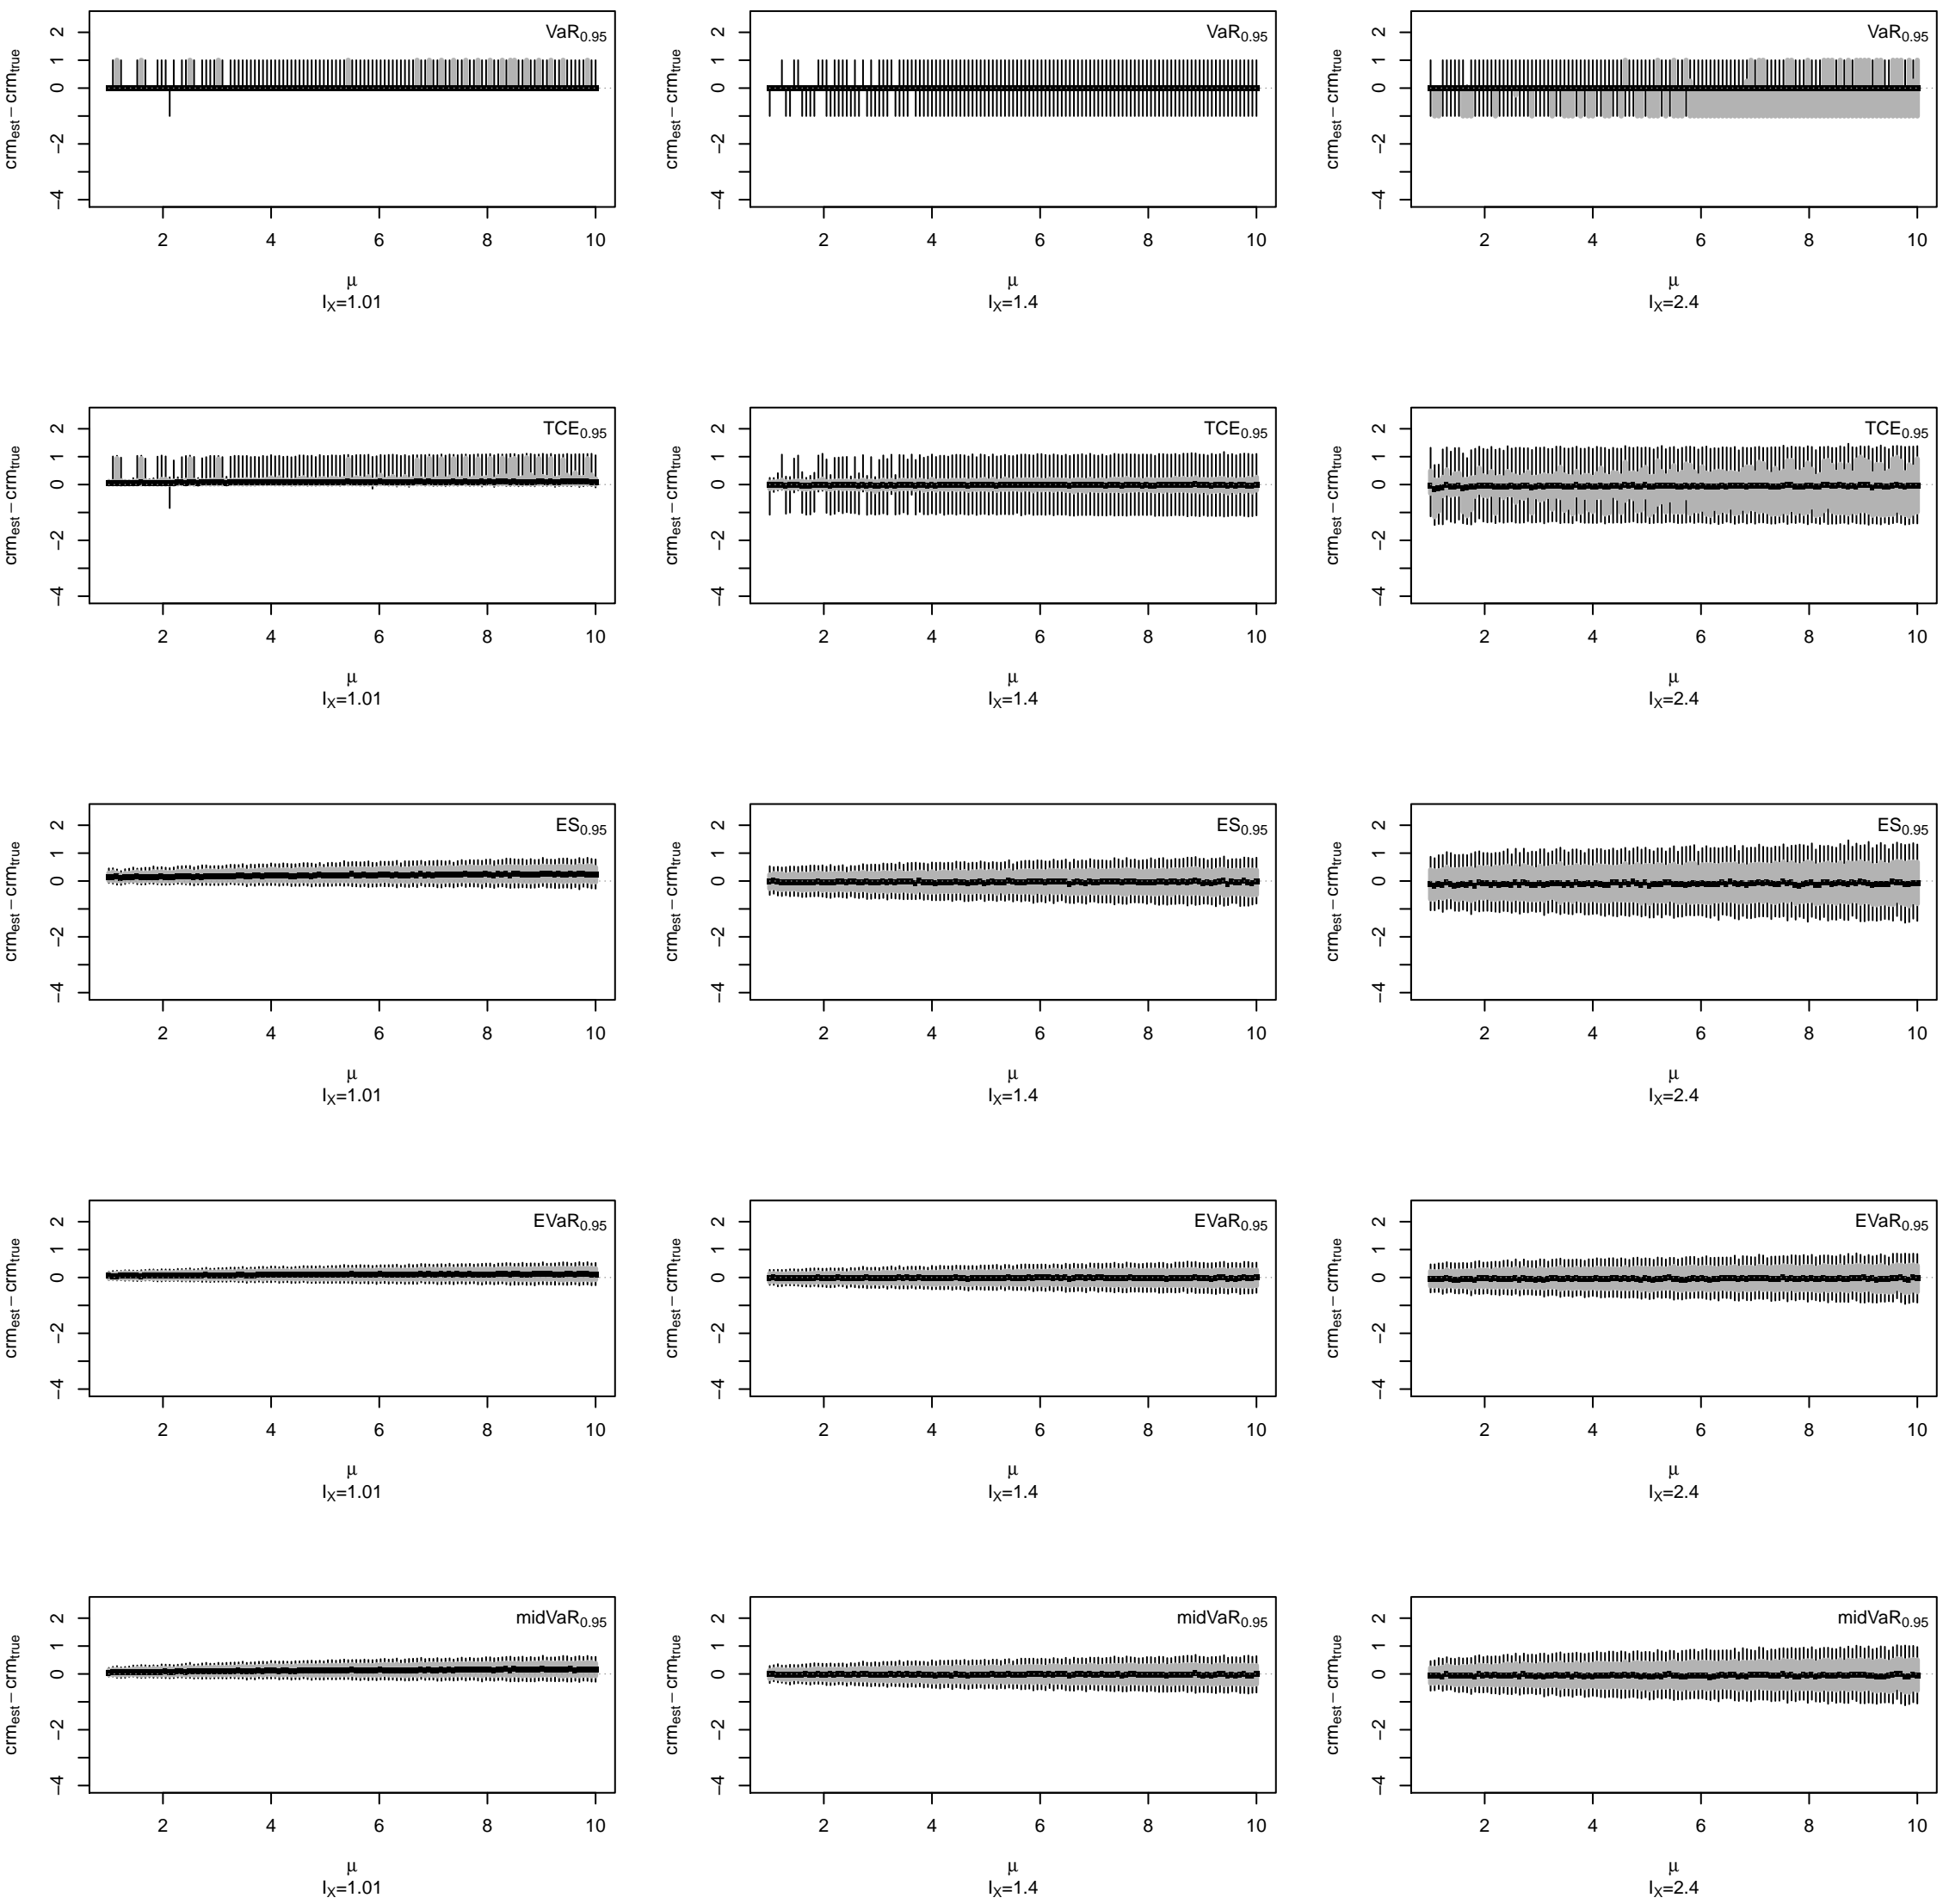 VaR0.95
crmest − crmtrue
2
1
0
−2
−4
2 4 6 8 10
μ
IX=1.01
VaR0.95
crmest − crmtrue
2
1
0
−2
−4
2 4 6 8 10
μ
IX=1.4
VaR0.95
crmest − crmtrue
2
1
0
−2
−4
2 4 6 8 10
μ
IX=2.4
TCE0.95
crmest − crmtrue
2
1
0
−2
−4
2 4 6 8 10
μ
IX=1.01
TCE0.95
crmest − crmtrue
2
1
0
−2
−4
2 4 6 8 10
μ
IX=1.4
TCE0.95
crmest − crmtrue
2
1
0
−2
−4
2 4 6 8 10
μ
IX=2.4
ES0.95
crmest − crmtrue
2
1
0
−2
−4
2 4 6 8 10
μ
IX=1.01
ES0.95
crmest − crmtrue
2
1
0
−2
−4
2 4 6 8 10
μ
IX=1.4
ES0.95
crmest − crmtrue
2
1
0
−2
−4
2 4 6 8 10
μ
IX=2.4
EVaR0.95
crmest − crmtrue
2
1
0
−2
−4
2 4 6 8 10
μ
IX=1.01
EVaR0.95
crmest − crmtrue
2
1
0
−2
−4
2 4 6 8 10
μ
IX=1.4
EVaR0.95
crmest − crmtrue
2
1
0
−2
−4
2 4 6 8 10
μ
IX=2.4
midVaR0.95
crmest − crmtrue
2
1
0
−2
−4
2 4 6 8 10
μ
IX=1.01
midVaR0.95
crmest − crmtrue
2
1
0
−2
−4
2 4 6 8 10
μ
IX=1.4
midVaR0.95
crmest − crmtrue
2
1
0
−2
−4
2 4 6 8 10
μ
IX=2.4